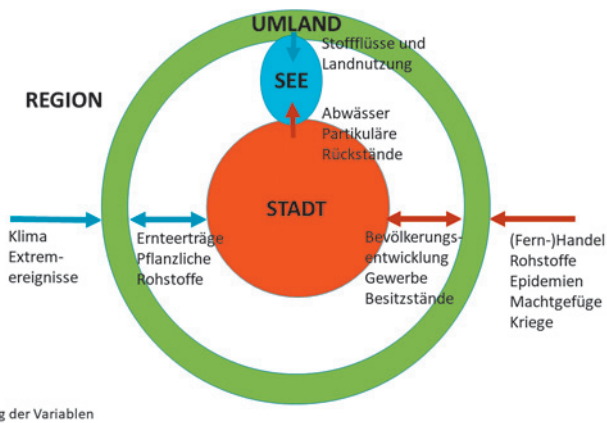 UMLAND
Stoffflüsse und
Landnutzung
SEE
REGION
Abwässer
Partikuläre
Rückstände
STADT
Klima
Extrem-
ereignisse
Ernteerträge
Pflanzliche
Rohstoffe
Bevölkerungs-
entwicklung
Gewerbe
Besitzstände
(Fern-)Handel
Rohstoffe
Epidemien
Machtgefüge
Kriege
g der Variablen